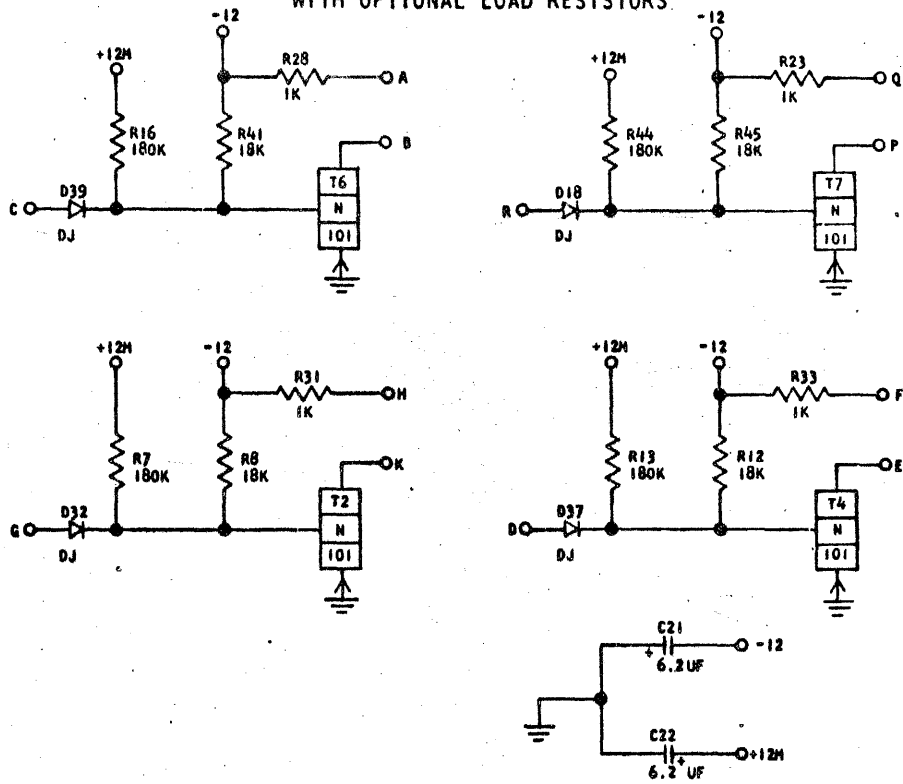 WITH OPTIONAL LOAD RESISTORS
-12
+12M
R28
1K
A
R16
180K
R41
18K
B
T6
N
101
C
D39
DJ
-12
+12M
R23
1K
Q
R44
180K
R45
18K
P
T7
N
101
R
D18
DJ
+12M
-12
R31
1K
H
R7
180K
R8
18K
K
T2
N
101
G
D32
DJ
+12M
-12
R33
1K
F
R13
180K
R12
18K
E
T4
N
101
D
D37
DJ
C21
+
6.2UF
-12
C22
+
6.2 UF
+12M